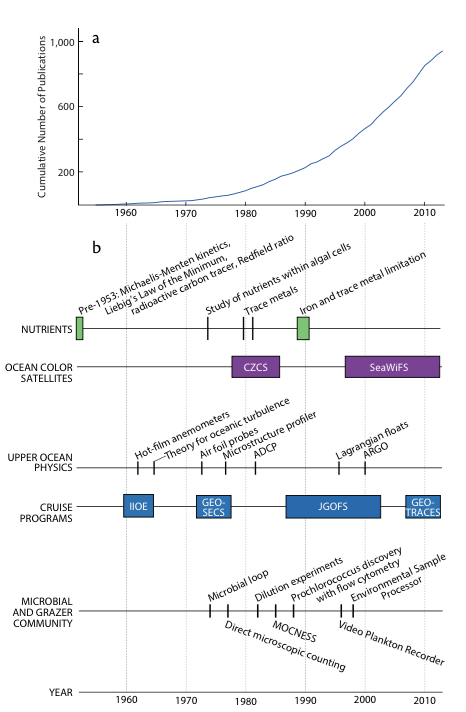 a
Cumulative Number of Publications
1,000
600
200
1960 1970 1980 1990 2000 2010
b
Pre-1953: Michaelis-Menten kinetics,
Liebig's Law of the Minimum,
radioactive carbon tracer, Redfield ratio
Study of nutrients within algal cells
Trace metals
Iron and trace metal limitation
NUTRIENTS
OCEAN COLOR
SATELLITES
CZCS
SeaWiFS
Hot-film anemometers
Theory for oceanic turbulence
Air foil probes
Microstructure profiler
ADCP
Lagrangian floats
ARGO
UPPER OCEAN
PHYSICS
CRUISE
PROGRAMS
IIOE
GEO-
SECS
JGOFS
GEO-
TRACES
Microbial loop
Dilution experiments
Prochlorococcus discovery
with flow cytometry
Environmental Sample
Processor
MICROBIAL
AND GRAZER
COMMUNITY
Direct microscopic counting
MOCNESS
Video Plankton Recorder
YEAR
1960 1970 1980 1990 2000 2010